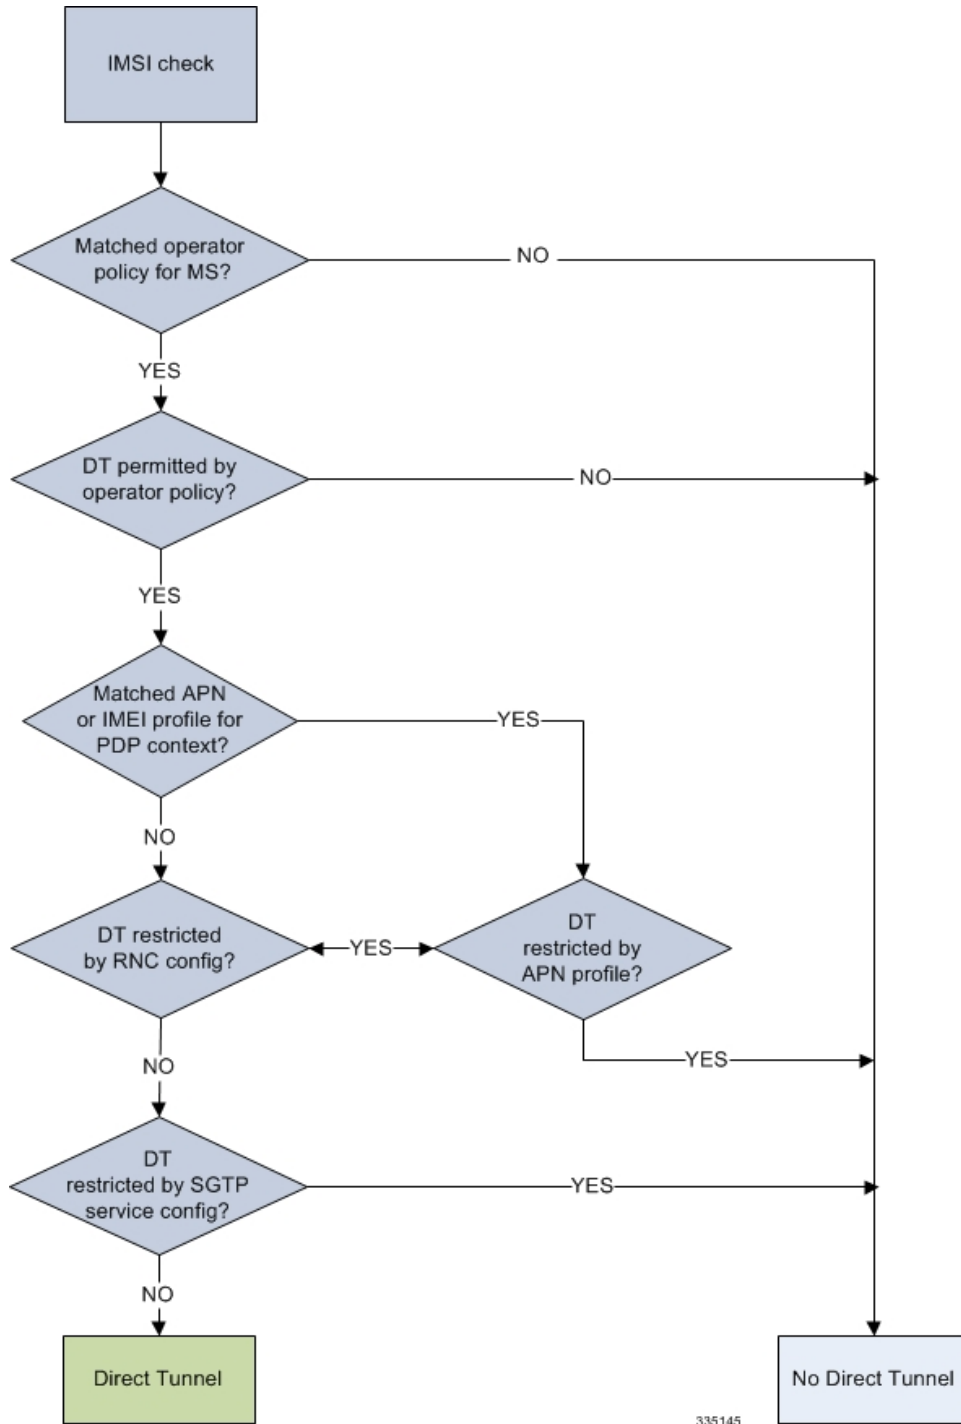 IMSI check
Matched operator
policy for MS?
NO
YES
DT permitted by
operator policy?
NO
YES
Matched APN
or IMEI profile for
PDP context?
YES
NO
DT restricted
by RNC config?
YES
DT
restricted by
APN profile?
NO
YES
DT
restricted by SGTP
service config?
YES
NO
Direct Tunnel
No Direct Tunnel
335145